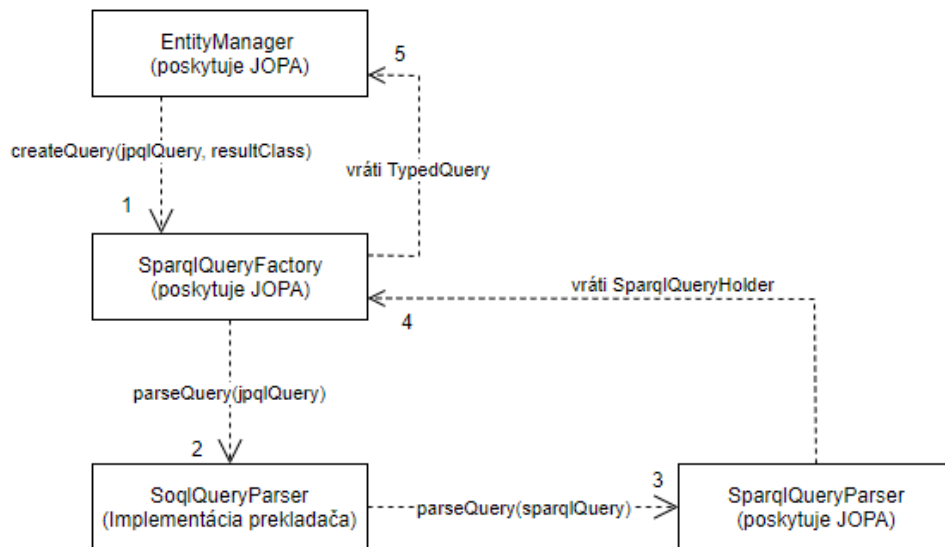 EntityManager
(poskytuje JOPA)
5
createQuery(jpqlQuery, resultClass)
vráti TypedQuery
1
SparqlQueryFactory
(poskytuje JOPA)
vráti SparqlQueryHolder
4
parseQuery(jpqlQuery)
2
SoqlQueryParser
(Implementácia prekladača)
parseQuery(sparqlQuery)
3
SparqlQueryParser
(poskytuje JOPA)